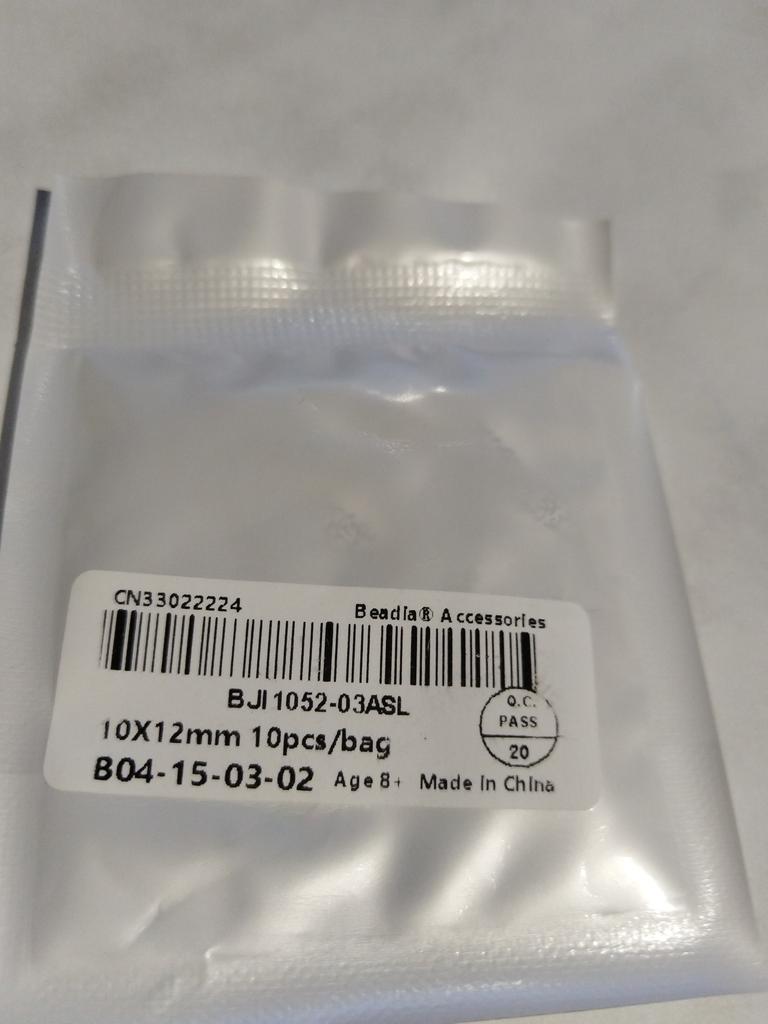 CN33022224 Beadia® Accessories
BJI1052-03ASL
10X12mm 10pcs/bag
B04-15-03-02 Age 8+ Made in China
Q.C.
PASS
20